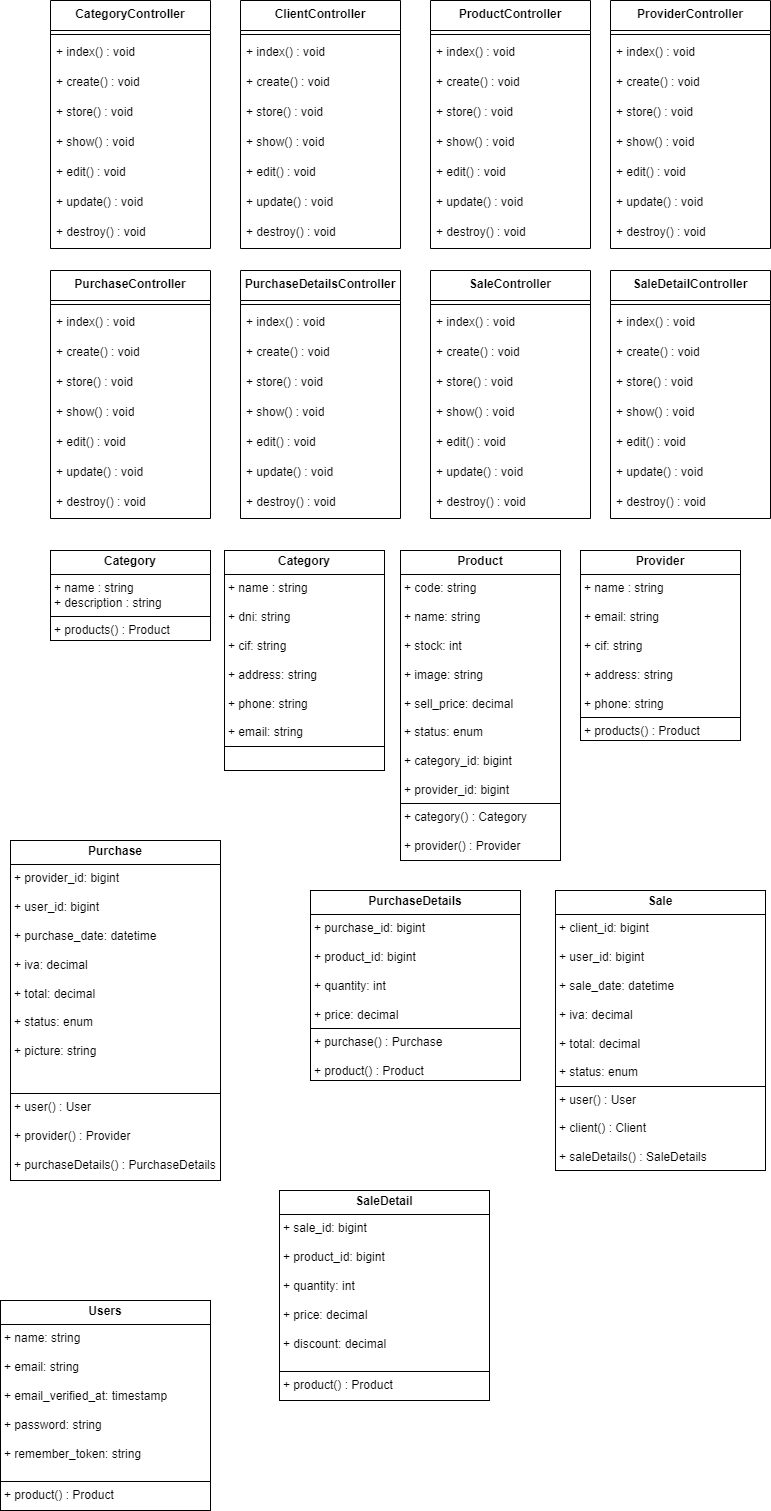 CategoryController
+ index() : void
+ create() : void
+ store() : void
+ show() : void
+ edit() : void
+ update() : void
+ destroy() : void
ClientController
+ index() : void
+ create() : void
+ store() : void
+ show() : void
+ edit() : void
+ update() : void
+ destroy() : void
ProductController
+ index() : void
+ create() : void
+ store() : void
+ show() : void
+ edit() : void
+ update() : void
+ destroy() : void
ProviderController
+ index() : void
+ create() : void
+ store() : void
+ show() : void
+ edit() : void
+ update() : void
+ destroy() : void
PurchaseController
+ index() : void
+ create() : void
+ store() : void
+ show() : void
+ edit() : void
+ update() : void
+ destroy() : void
PurchaseDetailsController
+ index() : void
+ create() : void
+ store() : void
+ show() : void
+ edit() : void
+ update() : void
+ destroy() : void
SaleController
+ index() : void
+ create() : void
+ store() : void
+ show() : void
+ edit() : void
+ update() : void
+ destroy() : void
SaleDetailController
+ index() : void
+ create() : void
+ store() : void
+ show() : void
+ edit() : void
+ update() : void
+ destroy() : void
Category
+ name : string
+ description : string
+ products() : Product
Category
+ name : string
+ dni: string
+ cif: string
+ address: string
+ phone: string
+ email: string
Product
+ code: string
+ name: string
+ stock: int
+ image: string
+ sell_price: decimal
+ status: enum
+ category_id: bigint
+ provider_id: bigint
+ category() : Category
+ provider() : Provider
Provider
+ name : string
+ email: string
+ cif: string
+ address: string
+ phone: string
+ products() : Product
Purchase
+ provider_id: bigint
+ user_id: bigint
+ purchase_date: datetime
+ iva: decimal
+ total: decimal
+ status: enum
+ picture: string
+ user() : User
+ provider() : Provider
+ purchaseDetails() : PurchaseDetails
PurchaseDetails
+ purchase_id: bigint
+ product_id: bigint
+ quantity: int
+ price: decimal
+ purchase() : Purchase
+ product() : Product
Sale
+ client_id: bigint
+ user_id: bigint
+ sale_date: datetime
+ iva: decimal
+ total: decimal
+ status: enum
+ user() : User
+ client() : Client
+ saleDetails() : SaleDetails
SaleDetail
+ sale_id: bigint
+ product_id: bigint
+ quantity: int
+ price: decimal
+ discount: decimal
+ product() : Product
Users
+ name: string
+ email: string
+ email_verified_at: timestamp
+ password: string
+ remember_token: string
+ product() : Product